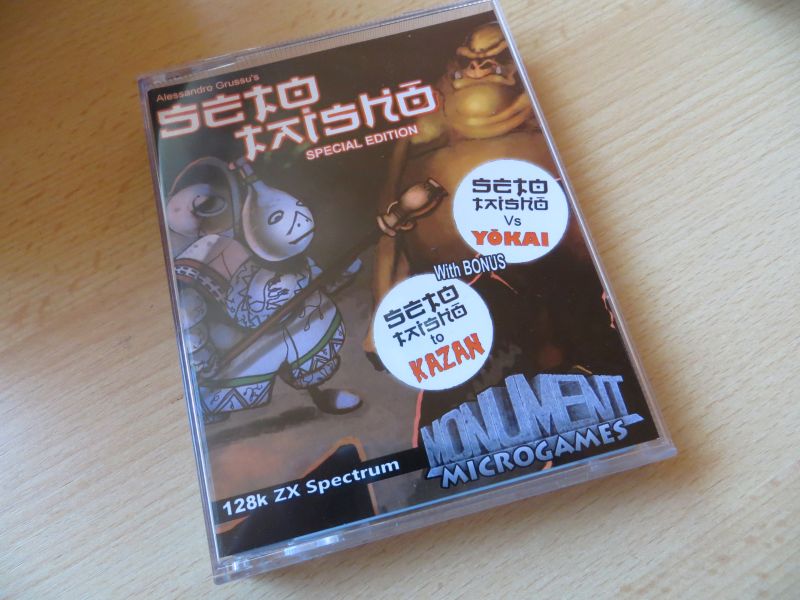 Alessandro Grussu's
SETO
TAISHŌ
SPECIAL EDITION
SETO
TAISHŌ
Vs
YŌKAI
With BONUS
SETO
TAISHŌ
to
KAZAN
MONUMENT
MICROGAMES
128k ZX Spectrum